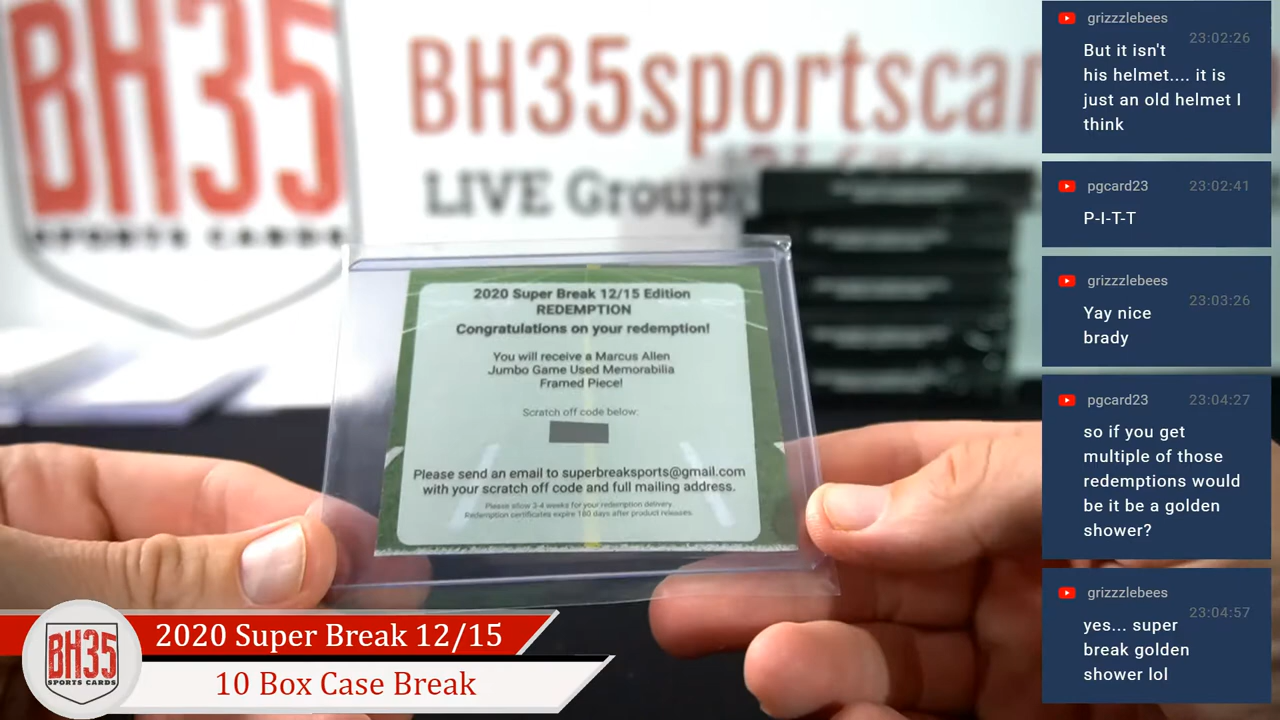 BH35
SPORTS CARDS
BH35sportscar
LIVE Group
2020 Super Break 12/15 Edition
REDEMPTION
Congratulations on your redemption!
You will receive a Marcus Allen
Jumbo Game Used Memorabilia
Framed Piece!
Scratch off code below:
Please send an email to superbreaksports@gmail.com
with your scratch off code and full mailing address.
Please allow 3-4 weeks for your redemption delivery.
Redemption certificates expire 180 days after product releases.
BH35
SPORTS CARDS
2020 Super Break 12/15
10 Box Case Break
grizzzlebees
23:02:26
But it isn't
his helmet.... it is
just an old helmet I
think
pgcard23 23:02:41
P-I-T-T
grizzzlebees
23:03:26
Yay nice
brady
pgcard23 23:04:27
so if you get
multiple of those
redemptions would
be it be a golden
shower?
grizzzlebees
23:04:57
yes... super
break golden
shower lol